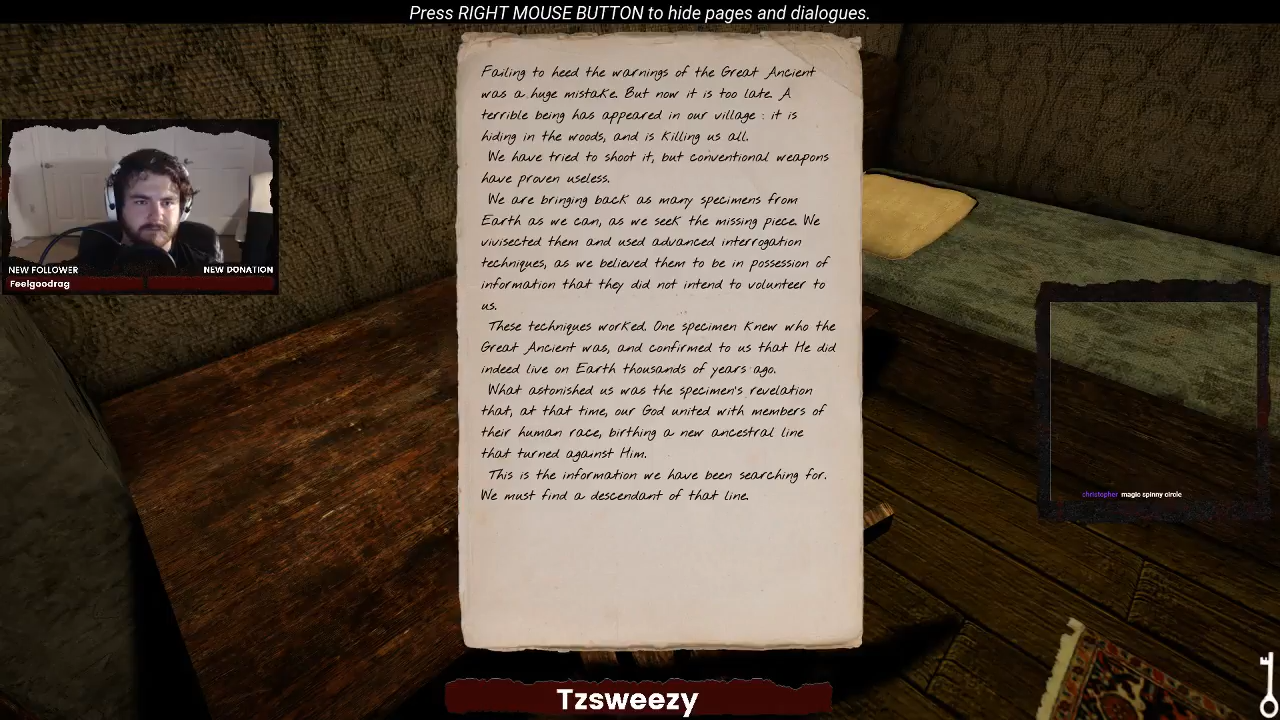 Press RIGHT MOUSE BUTTON to hide pages and dialogues.
Failing to heed the warnings of the Great Ancient
was a huge mistake. But now it is too late. A
terrible being has appeared in our village : it is
hiding in the woods, and is killing us all.
We have tried to shoot it, but conventional weapons
have proven useless.
We are bringing back as many specimens from
Earth as we can, as we seek the missing piece. We
vivisected them and used advanced interrogation
techniques, as we believed them to be in possession of
information that they did not intend to volunteer to
us.
These techniques worked. One specimen knew who the
Great Ancient was, and confirmed to us that He did
indeed live on Earth thousands of years ago.
What astonished us was the specimen's revelation
that, at that time, our God united with members of
their human race, birthing a new ancestral line
that turned against Him.
This is the information we have been searching for.
We must find a descendant of that line.
NEW FOLLOWER
NEW DONATION
Feelgoodrag
christopher magic spinny circle
Tzsweezy